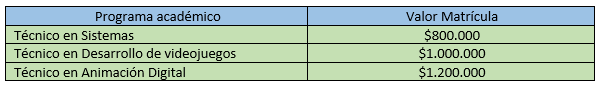 Programa académico Valor Matrícula
Técnico en Sistemas $800.000
Técnico en Desarrollo de videojuegos $1.000.000
Técnico en Animación Digital $1.200.000